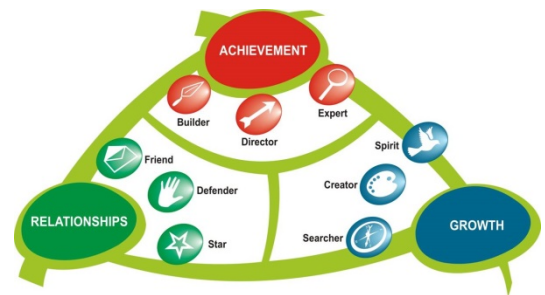 ACHIEVEMENT
Builder
Director
Expert
Friend
Defender
Star
RELATIONSHIPS
Spirit
Creator
Searcher
GROWTH